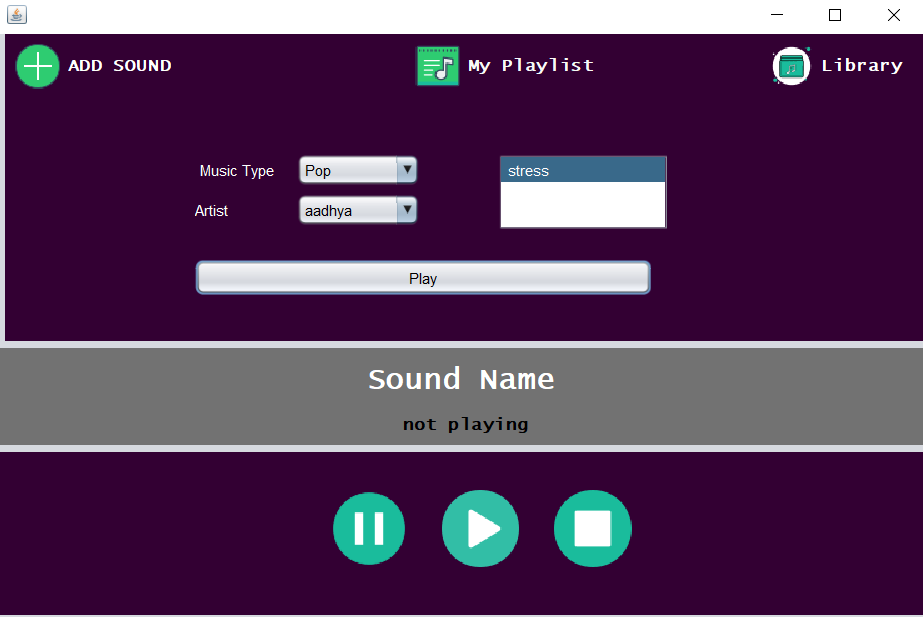 ADD SOUND
My Playlist
Library
Music Type
Pop
stress
Artist
aadhya
Play
Sound Name
not playing